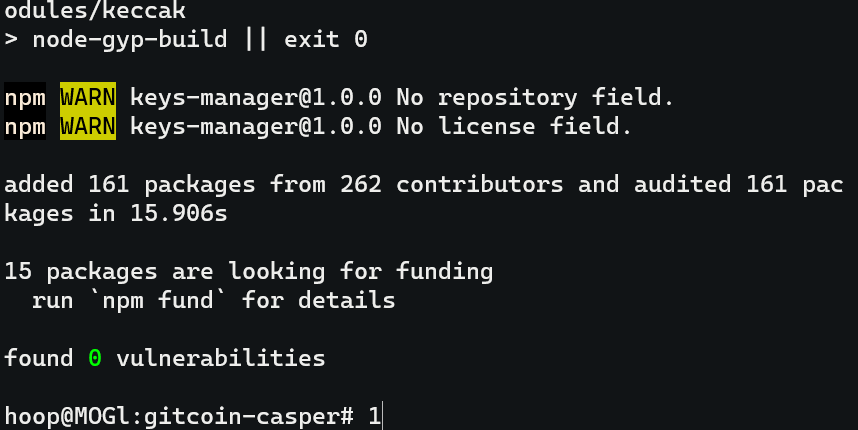 odules/keccak
> node-gyp-build || exit 0
npm WARN keys-manager@1.0.0 No repository field.
npm WARN keys-manager@1.0.0 No license field.
added 161 packages from 262 contributors and audited 161 pac
kages in 15.906s
15 packages are looking for funding
  run `npm fund` for details
found 0 vulnerabilities
hoop@MOGl:gitcoin-casper# 1